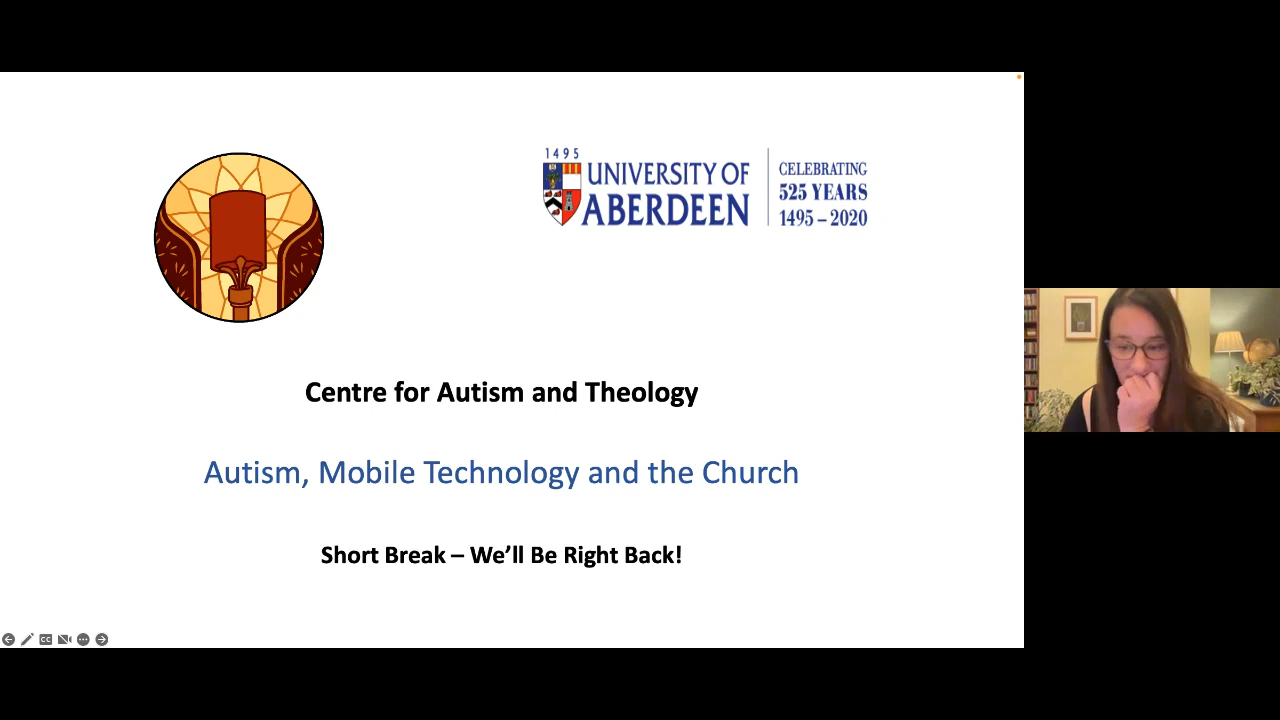 1495
UNIVERSITY OF
ABERDEEN
CELEBRATING
525 YEARS
1495 – 2020
Centre for Autism and Theology
Autism, Mobile Technology and the Church
Short Break – We’ll Be Right Back!
CC